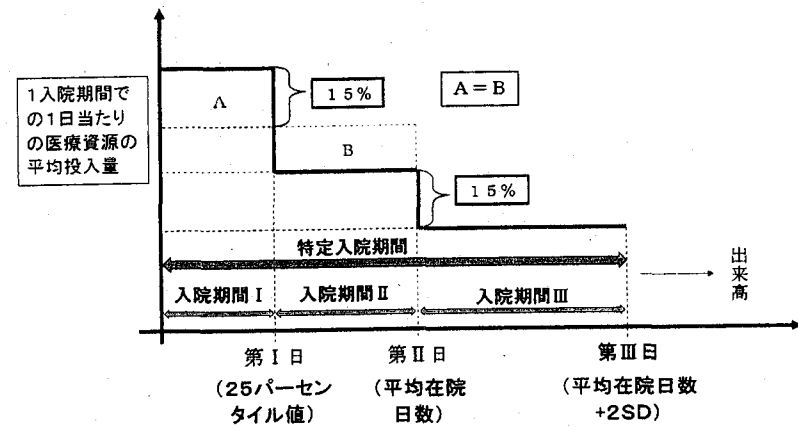 1入院期間で
の1日当たり
の医療資源の
平均投入量
A
15%
A=B
B
15%
特定入院期間
出来高
入院期間Ⅰ
入院期間Ⅱ
入院期間Ⅲ
第Ⅰ日
(25パーセン
タイル値)
第Ⅱ日
(平均在院
日数)
第Ⅲ日
(平均在院日数
+2SD)